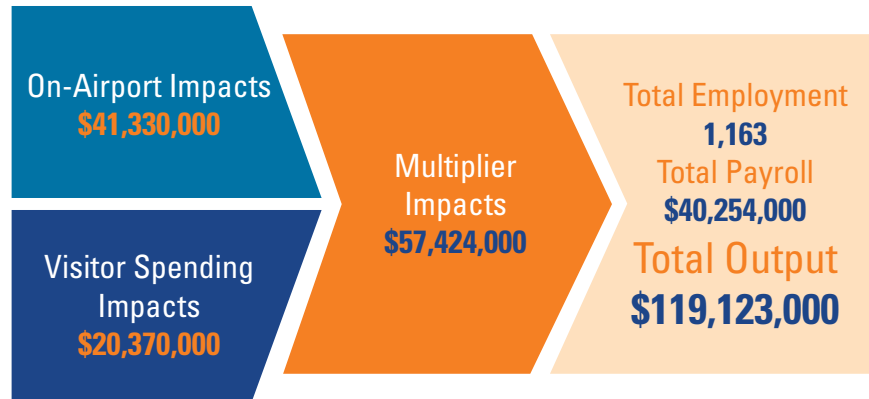 On-Airport Impacts
$41,330,000
Visitor Spending
Impacts
$20,370,000
Multiplier
Impacts
$57,424,000
Total Employment
1,163
Total Payroll
$40,254,000
Total Output
$119,123,000